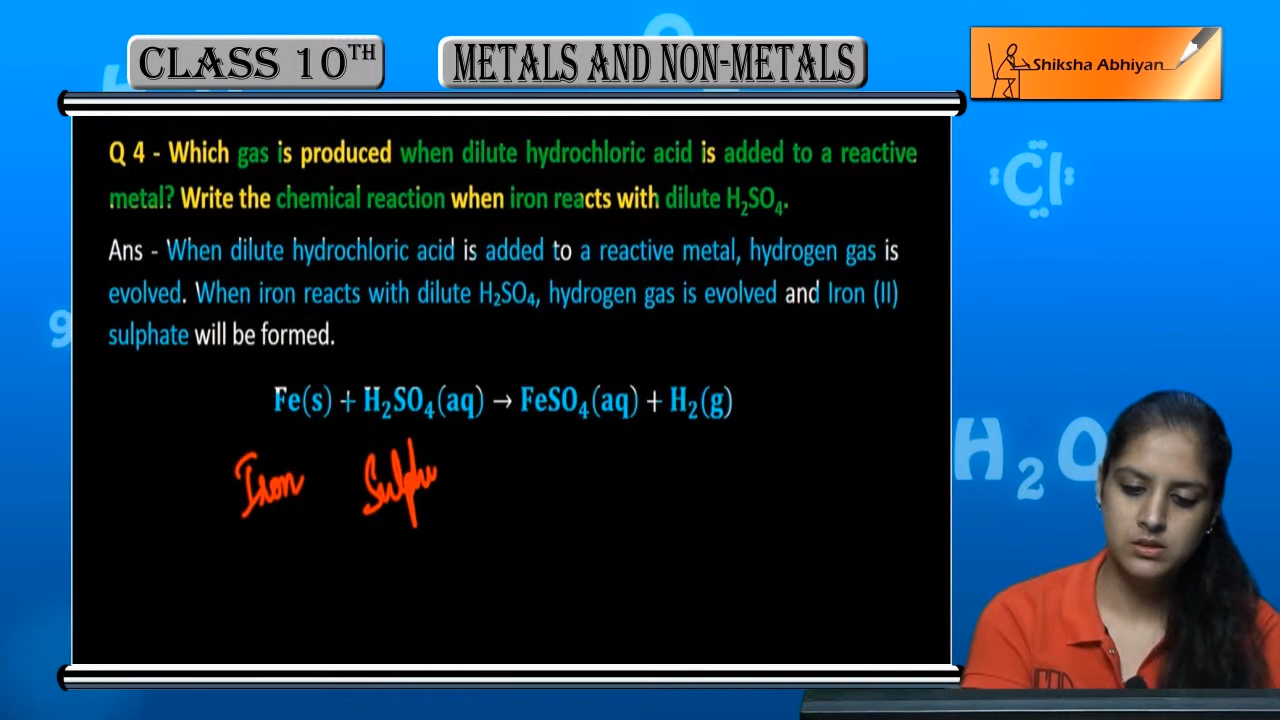 CLASS 10TH
METALS AND NON-METALS
Shiksha Abhiyan
Q 4 - Which gas is produced when dilute hydrochloric acid is added to a reactive
metal? Write the chemical reaction when iron reacts with dilute H₂SO₄.
Ans - When dilute hydrochloric acid is added to a reactive metal, hydrogen gas is
evolved. When iron reacts with dilute H₂SO₄, hydrogen gas is evolved and Iron (II)
sulphate will be formed.
Fe(s) + H₂SO₄(aq) → FeSO₄(aq) + H₂(g)
Iron Sulphu
Cl
9
H₂O